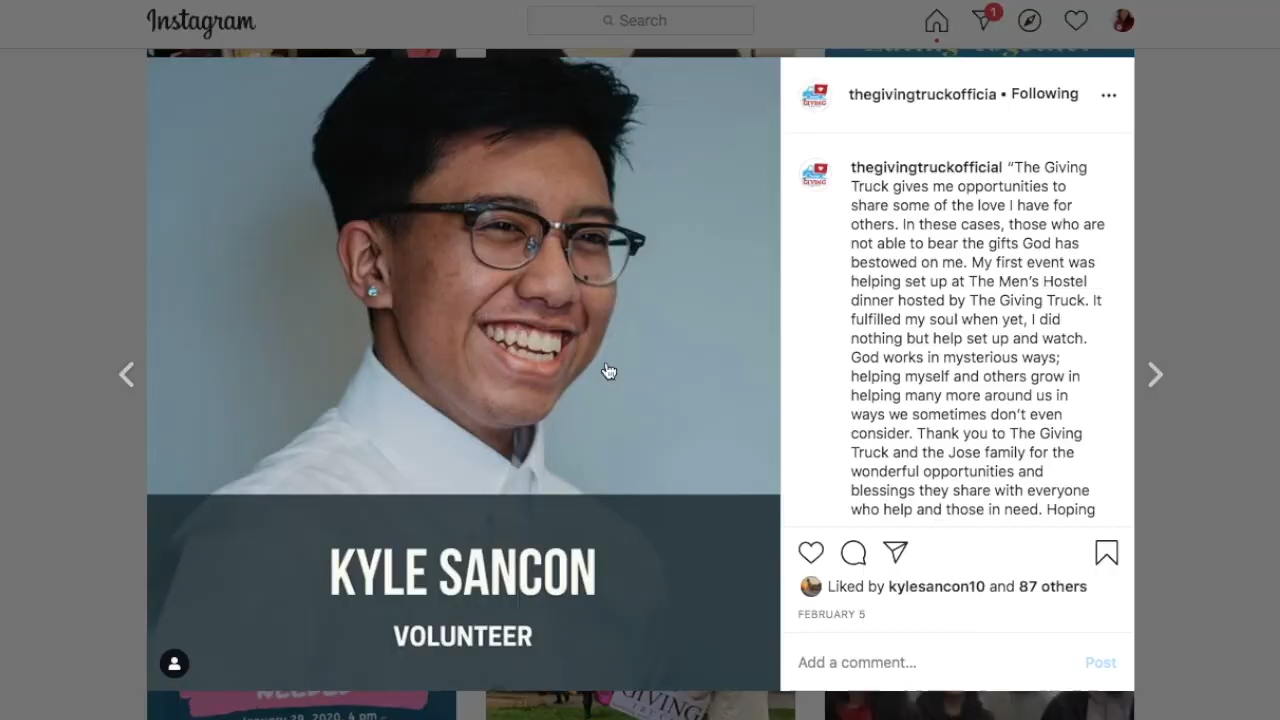 Instagram
Search
1
thegivingtruckofficia • Following
thegivingtruckofficial “The Giving
Truck gives me opportunities to
share some of the love I have for
others. In these cases, those who are
not able to bear the gifts God has
bestowed on me. My first event was
helping set up at The Men’s Hostel
dinner hosted by The Giving Truck. It
fulfilled my soul when yet, I did
nothing but help set up and watch.
God works in mysterious ways;
helping myself and others grow in
helping many more around us in
ways we sometimes don’t even
consider. Thank you to The Giving
Truck and the Jose family for the
wonderful opportunities and
blessings they share with everyone
who help and those in need. Hoping
KYLE SANCON
VOLUNTEER
Liked by kylesancon10 and 87 others
FEBRUARY 5
Add a comment...
Post
NEEDED
January 29, 2020, 4 pm -
GIVING